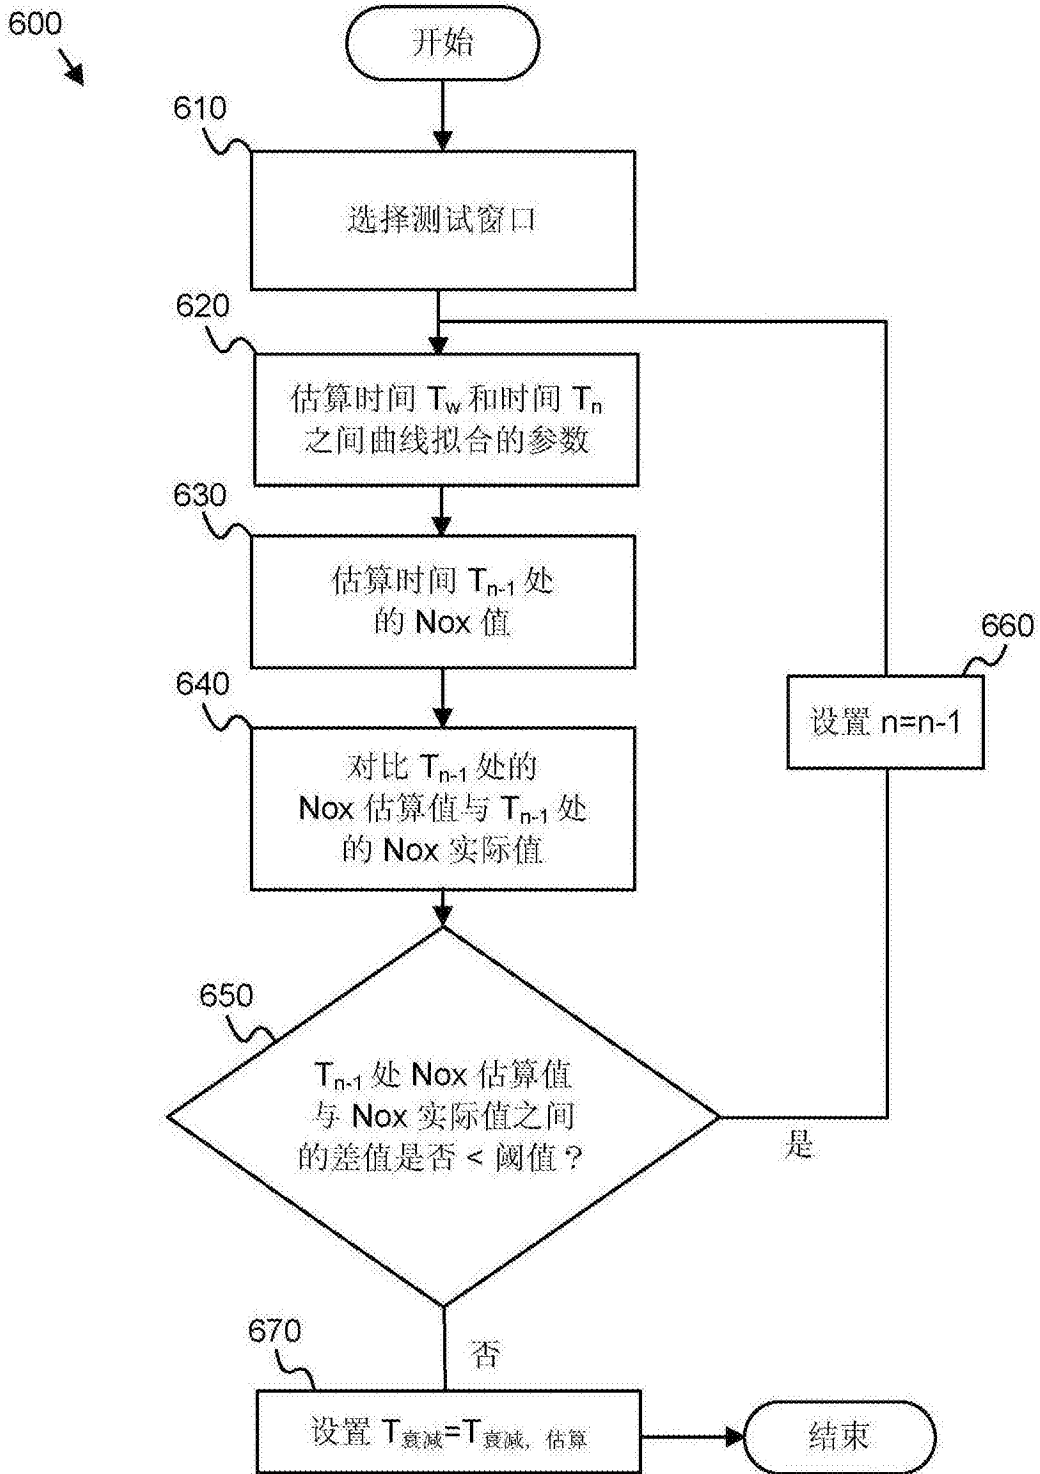 600
开始
610
选择测试窗口
620
估算时间 Tw 和时间 Tn
之间曲线拟合的参数
630
估算时间 Tn-1 处
的 Nox 值
660
设置 n=n-1
640
对比 Tn-1 处的
Nox 估算值与 Tn-1 处
的 Nox 实际值
650
Tn-1 处 Nox 估算值
与 Nox 实际值之间
的差值是否 < 阈值？
是
否
670
设置 T衰减=T衰减，估算
结束